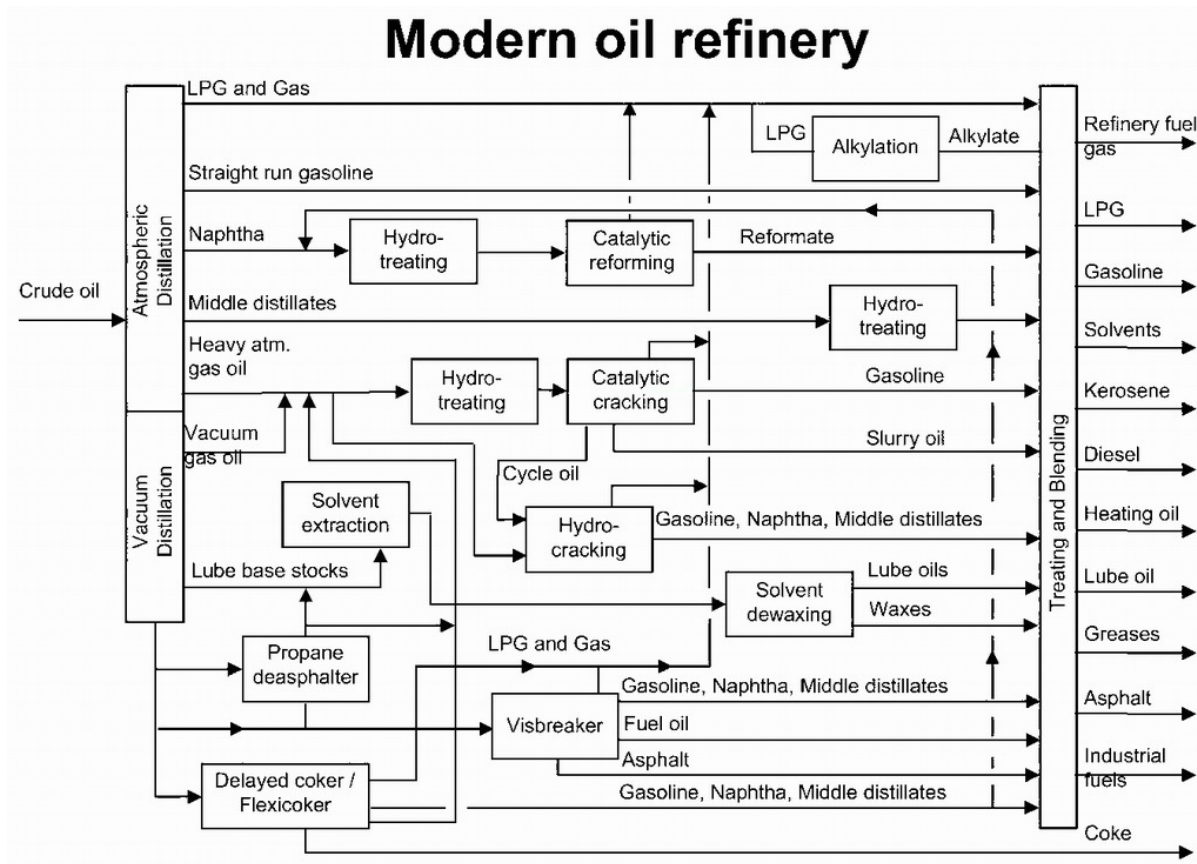 Modern oil refinery
LPG and Gas
LPG
Alkylation
Alkylate
Refinery fuel
gas
Straight run gasoline
LPG
Naphtha
Hydro-
treating
Catalytic
reforming
Reformate
Gasoline
Atmospheric
Distillation
Crude oil
Middle distillates
Hydro-
treating
Solvents
Heavy atm.
gas oil
Hydro-
treating
Catalytic
cracking
Gasoline
Kerosene
Vacuum
gas oil
Slurry oil
Diesel
Cycle oil
Vacuum
Distillation
Solvent
extraction
Hydro-
cracking
Gasoline, Naphtha, Middle distillates
Heating oil
Treating and Blending
Lube base stocks
Solvent
dewaxing
Lube oils
Waxes
Lube oil
Greases
Propane
deasphalter
LPG and Gas
Visbreaker
Gasoline, Naphtha, Middle distillates
Fuel oil
Asphalt
Asphalt
Industrial
fuels
Delayed coker /
Flexicoker
Gasoline, Naphtha, Middle distillates
Coke